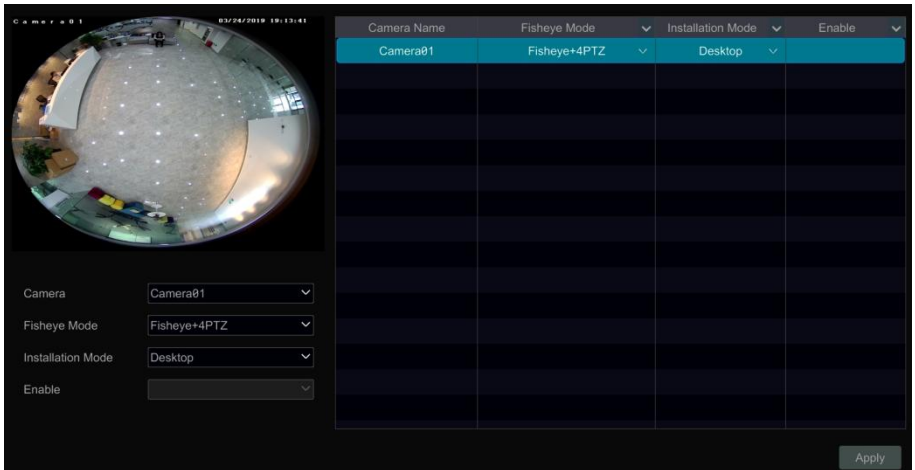 Camera01 03/24/2019 19:13:41
Camera Name Fisheye Mode Installation Mode Enable
Camera01 Fisheye+4PTZ Desktop
Camera Camera01
Fisheye Mode Fisheye+4PTZ
Installation Mode Desktop
Enable
Apply